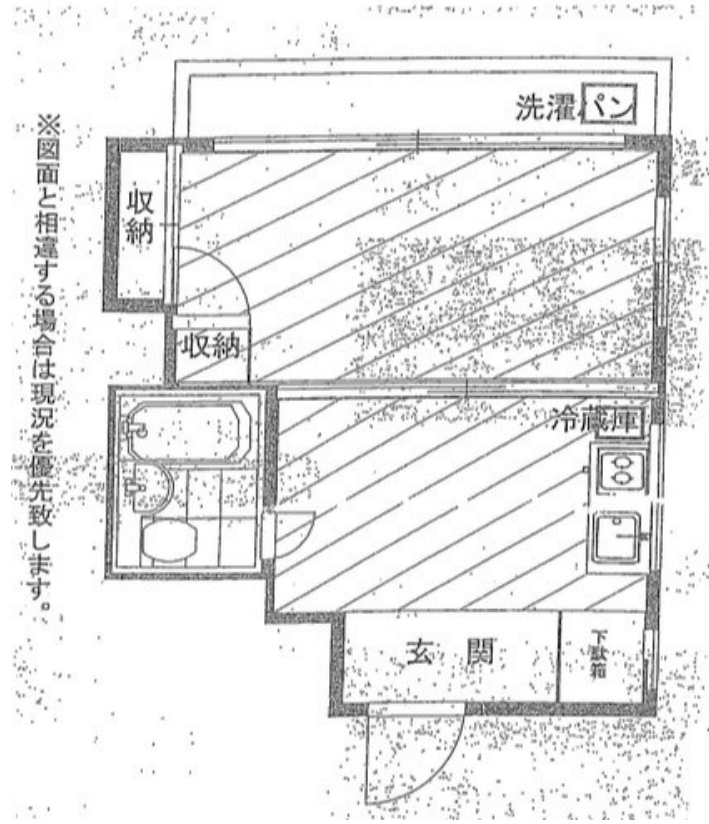 洗濯パン
収納
収納
冷蔵庫
玄関
下駄箱
※図面と相違する場合は現況を優先致します。